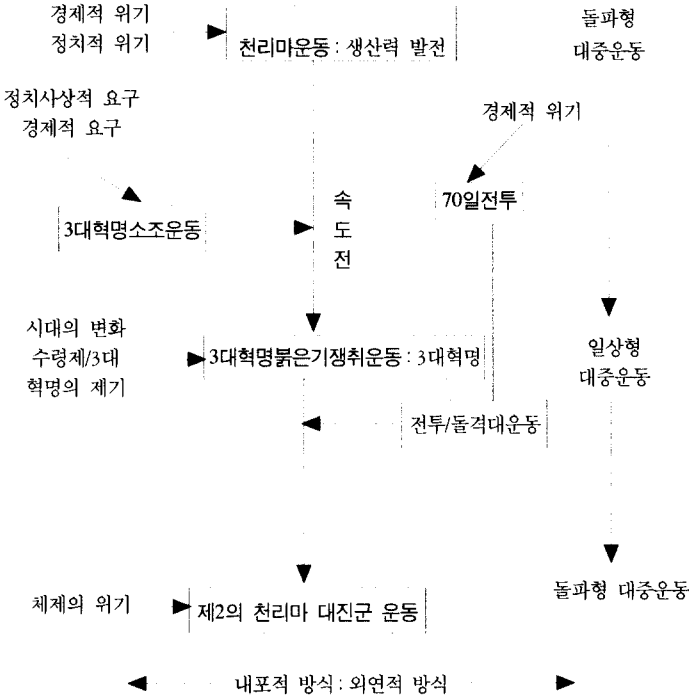 경제적 위기
정치적 위기
천리마운동 : 생산력 발전
돌파형
대중운동
정치사상적 요구
경제적 요구
경제적 위기
3대혁명소조운동
속
도
전
70일전투
시대의 변화
수령제/3대
혁명의 제기
3대혁명붉은기쟁취운동 : 3대혁명
일상형
대중운동
전투/돌격대운동
체제의 위기
제2의 천리마 대진군 운동
돌파형 대중운동
내포적 방식 : 외연적 방식